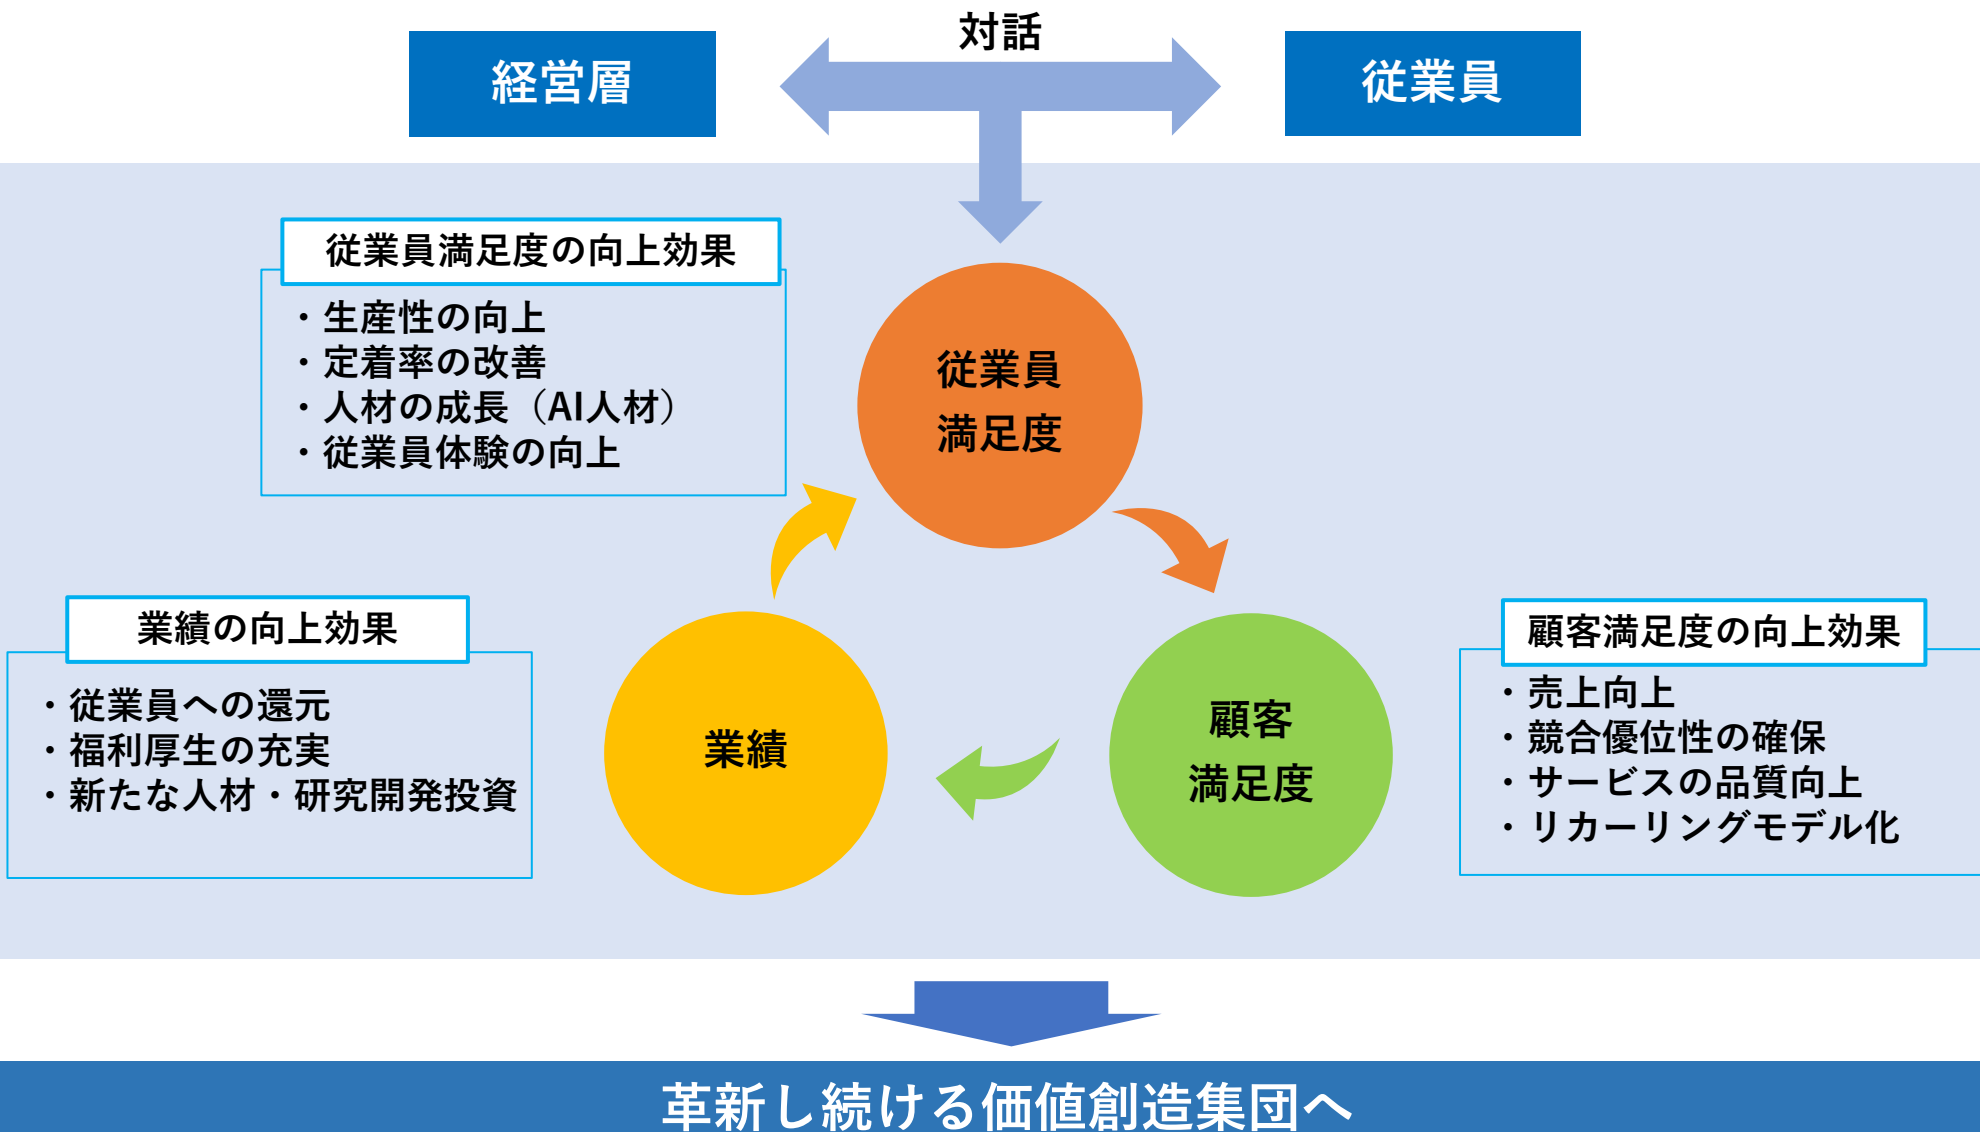 対話
経営層
従業員
従業員満足度の向上効果
・生産性の向上
・定着率の改善
・人材の成長（AI人材）
・従業員体験の向上
従業員
満足度
業績の向上効果
・従業員への還元
・福利厚生の充実
・新たな人材・研究開発投資
業績
顧客
満足度
顧客満足度の向上効果
・売上向上
・競合優位性の確保
・サービスの品質向上
・リカーリングモデル化
革新し続ける価値創造集団へ